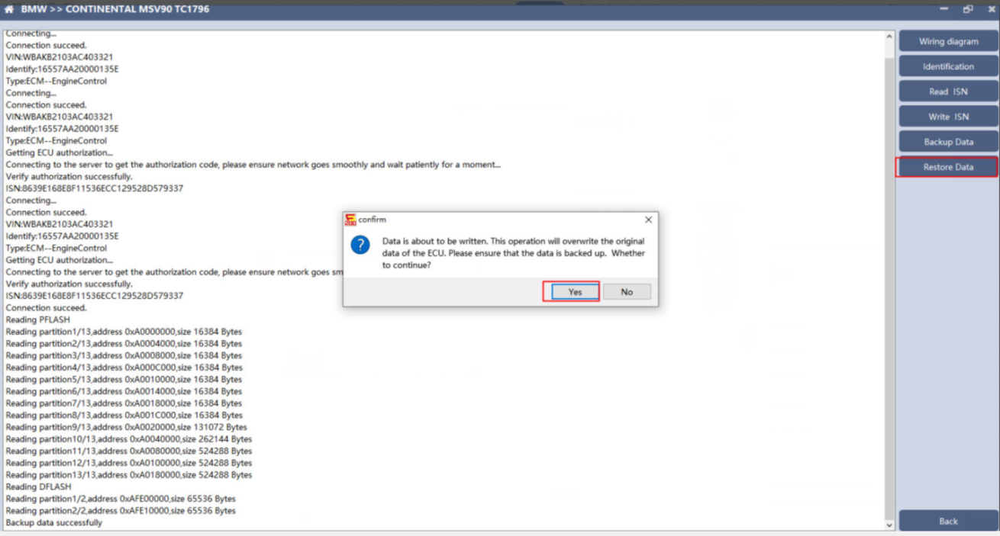 BMW >> CONTINENTAL MSV90 TC1796
Connecting...
Connection succeed.
VIN:WBAKB2103AC403321
Identify:16557AA20000135E
Type:ECM--EngineControl
Connecting...
Connection succeed.
VIN:WBAKB2103AC403321
Identify:16557AA20000135E
Type:ECM--EngineControl
Getting ECU authorization...
Connecting to the server to get the authorization code, please ensure network goes smoothly and wait patiently for a moment...
Verify authorization successfully.
ISN:8639E168E8F11536ECC129528D579337
Connecting...
Connection succeed.
VIN:WBAKB2103AC403321
Identify:16557AA20000135E
Type:ECM--EngineControl
Getting ECU authorization...
Connecting to the server to get the authorization code, please ensure network goes sm
Verify authorization successfully.
ISN:8639E168E8F11536ECC129528D579337
Connection succeed.
Reading PFLASH
Reading partition1/13,address 0xA0000000,size 16384 Bytes
Reading partition2/13,address 0xA0004000,size 16384 Bytes
Reading partition3/13,address 0xA0008000,size 16384 Bytes
Reading partition4/13,address 0xA000C000,size 16384 Bytes
Reading partition5/13,address 0xA0010000,size 16384 Bytes
Reading partition6/13,address 0xA0014000,size 16384 Bytes
Reading partition7/13,address 0xA0018000,size 16384 Bytes
Reading partition8/13,address 0xA001C000,size 16384 Bytes
Reading partition9/13,address 0xA0020000,size 131072 Bytes
Reading partition10/13,address 0xA0040000,size 262144 Bytes
Reading partition11/13,address 0xA0080000,size 524288 Bytes
Reading partition12/13,address 0xA0100000,size 524288 Bytes
Reading partition13/13,address 0xA0180000,size 524288 Bytes
Reading DFLASH
Reading partition1/2,address 0xAFE00000,size 65536 Bytes
Reading partition2/2,address 0xAFE10000,size 65536 Bytes
Backup data successfully
confirm
Data is about to be written. This operation will overwrite the original
data of the ECU. Please ensure that the data is backed up. Whether
to continue?
Yes
No
Wiring diagram
Identification
Read ISN
Write ISN
Backup Data
Restore Data
Back